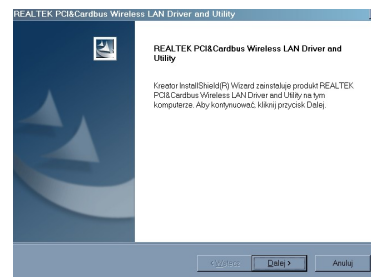 REALTEK PCI&Cardbus Wireless LAN Driver and Utility
REALTEK PCI&Cardbus Wireless LAN Driver and
Utility
Kreator InstallShield(R) Wizard zainstaluje produkt REALTEK
PCI&Cardbus Wireless LAN Driver and Utility na tym
komputerze. Aby kontynuować, kliknij przycisk Dalej.
< Wstecz Dalej > Anuluj